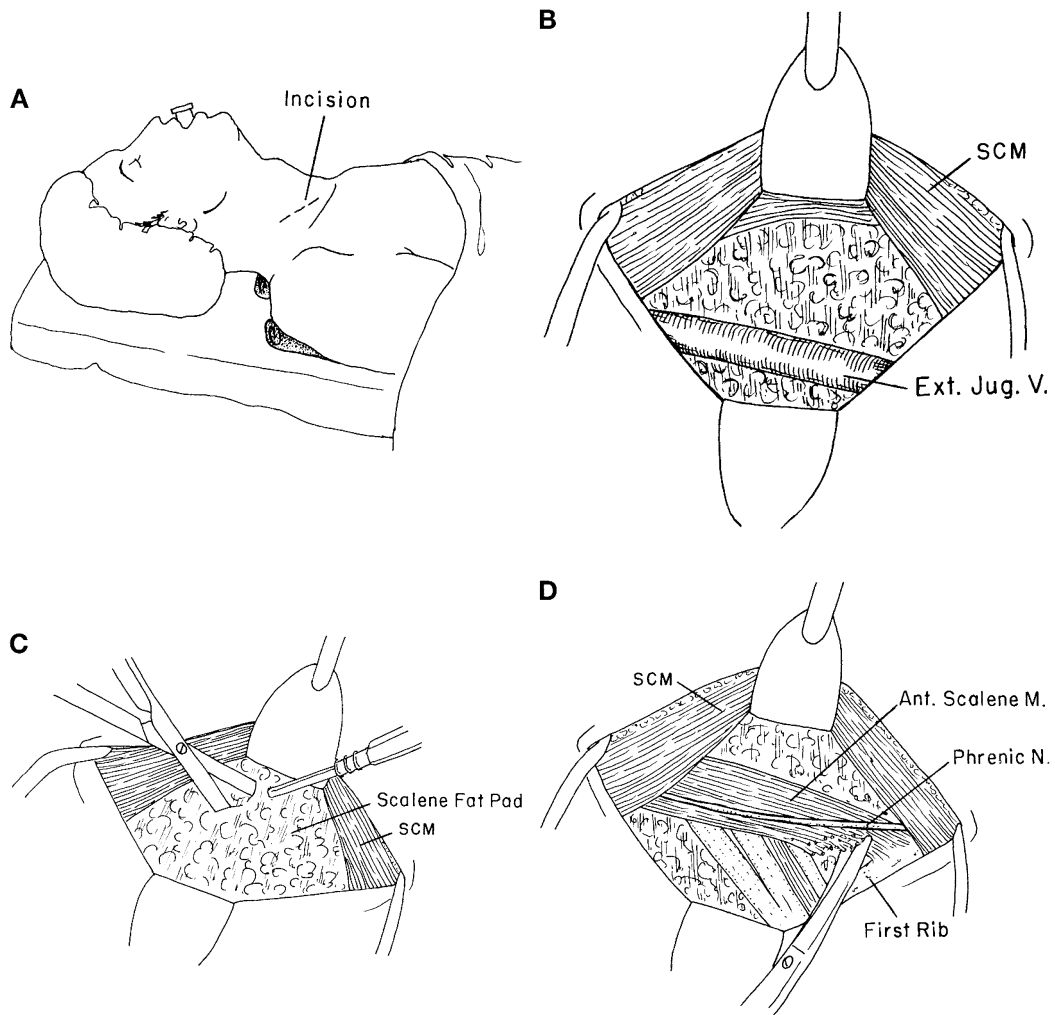 A
Incision
B
SCM
Ext. Jug. V.
C
Scalene Fat Pad
SCM
D
SCM
Ant. Scalene M.
Phrenic N.
First Rib